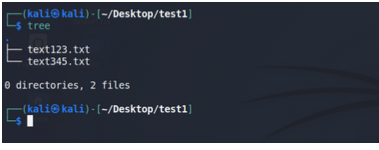 ┌──(kali㉿kali)-[~/Desktop/test1]
└─$ tree
.
├── text123.txt
└── text345.txt

0 directories, 2 files

┌──(kali㉿kali)-[~/Desktop/test1]
└─$